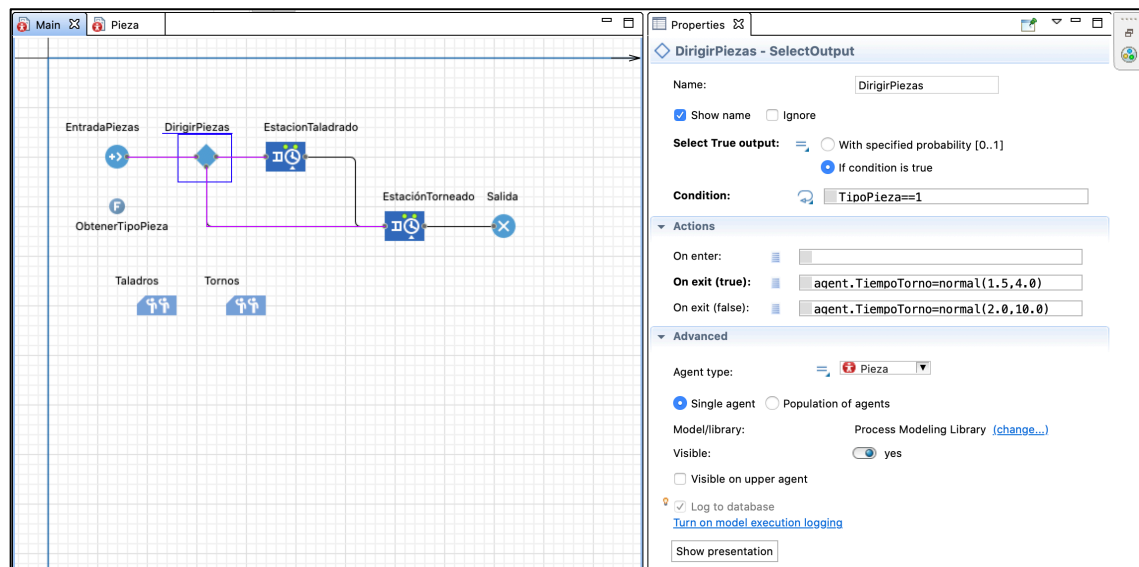 Main
Pieza
EntradaPiezas
DirigirPiezas
EstacionTaladrado
EstaciónTorneado
Salida
F
ObtenerTipoPieza
Taladros
Tornos
Properties
DirigirPiezas - SelectOutput
Name:
DirigirPiezas
Show name
Ignore
Select True output:
With specified probability [0..1]
If condition is true
Condition:
TipoPieza==1
Actions
On enter:
On exit (true):
agent.TiempoTorno=normal(1.5,4.0)
On exit (false):
agent.TiempoTorno=normal(2.0,10.0)
Advanced
Agent type:
Pieza
Single agent
Population of agents
Model/library:
Process Modeling Library (change...)
Visible:
yes
Visible on upper agent
Log to database
Turn on model execution logging
Show presentation